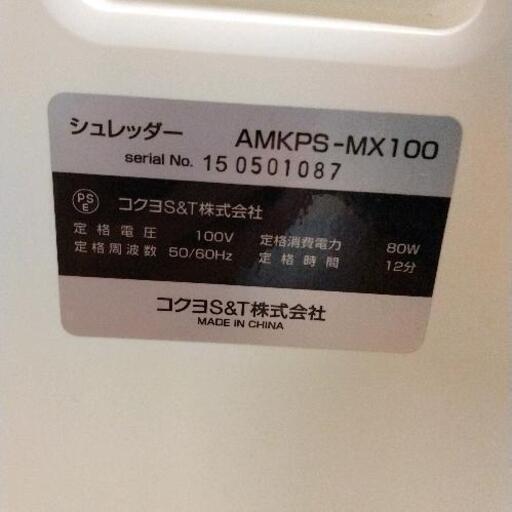 シュレッダー AMKPS-MX100
serial No. 150501087
PSE コクヨS&T株式会社
定格電圧 100V 定格消費電力 80W
定格周波数 50/60Hz 定格時間 12分
コクヨS&T株式会社
MADE IN CHINA